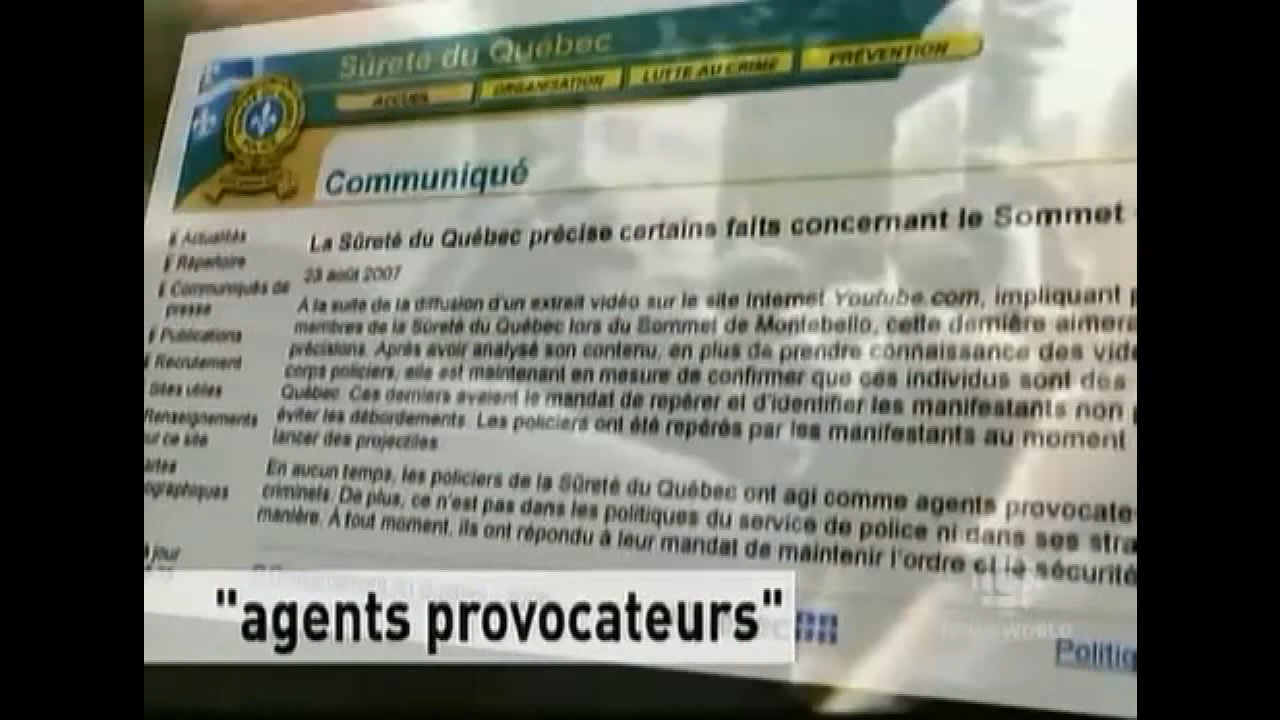 Sûreté du Québec
ACCUEIL ORGANISATION LUTTE AU CRIME PRÉVENTION
Communiqué
Actualités
Répertoire
Communiqués de
presse
Publications
Recrutement
Sites utiles
Renseignements
sur ce site
ographiques
à jour
La Sûreté du Québec précise certains faits concernant le Sommet
23 août 2007
À la suite de la diffusion d'un extrait vidéo sur le site Internet Youtube.com, impliquant
membres de la Sûreté du Québec lors du Sommet de Montebello, cette dernière aimera
précisions. Après avoir analysé son contenu, en plus de prendre connaissance des vidé
corps policiers, elle est maintenant en mesure de confirmer que ces individus sont des
Québec. Ces derniers avaient le mandat de repérer et d'identifier les manifestants non
éviter les débordements. Les policiers ont été repérés par les manifestants au moment
lancer des projectiles.
En aucun temps, les policiers de la Sûreté du Québec ont agi comme agents provocate
criminels. De plus, ce n'est pas dans les politiques du service de police ni dans ses stra
manière. À tout moment, ils ont répondu à leur mandat de maintenir l'ordre et la sécurité
"agents provocateurs"
WORLD
Politiq